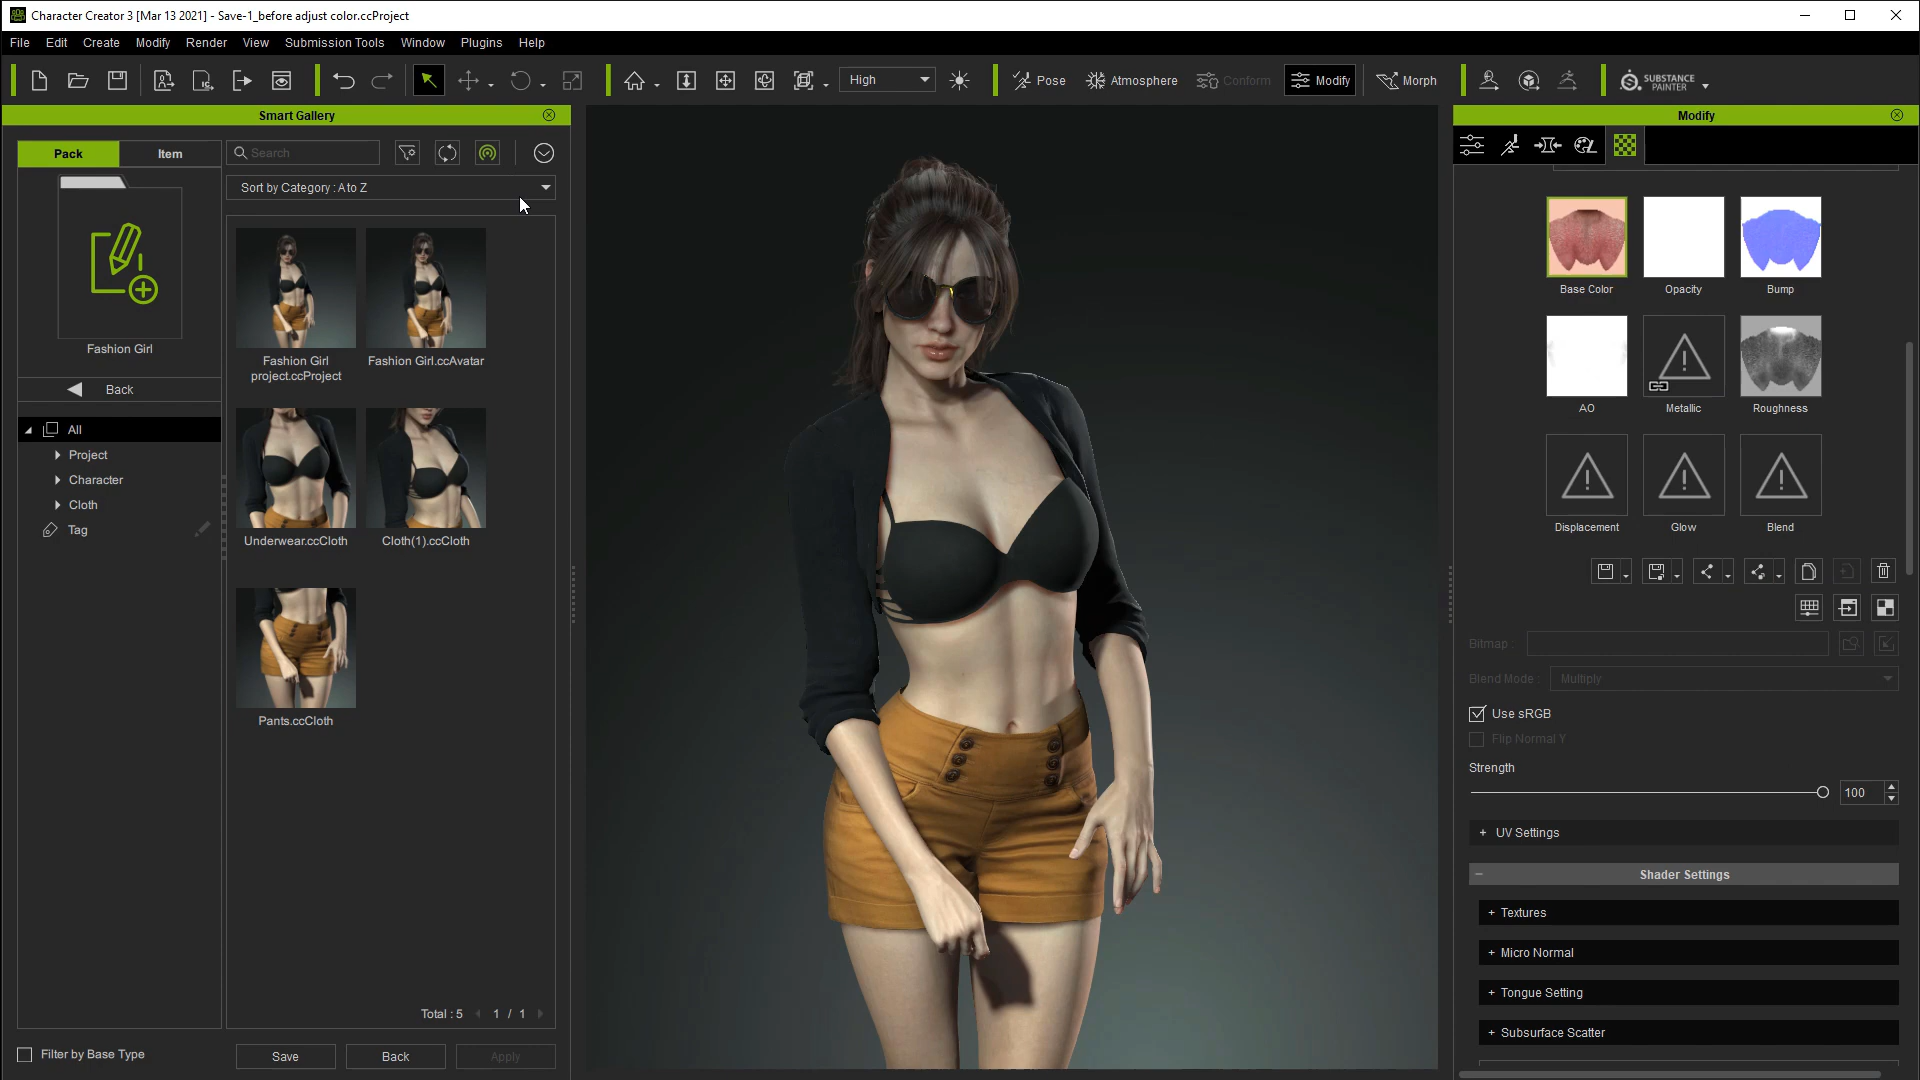 Character Creator 3 [Mar 13 2021] - Save-1_before adjust color.ccProject
File Edit Create Modify Render View Submission Tools Window Plugins Help
High
Pose
Atmosphere
Conform
Modify
Morph
SUBSTANCE
PAINTER
Smart Gallery
Pack
Item
Search
Sort by Category : A to Z
Fashion Girl
Back
All
Project
Character
Cloth
Tag
Fashion Girl
project.ccProject
Fashion Girl.ccAvatar
Underwear.ccCloth
Cloth(1).ccCloth
Pants.ccCloth
Total : 5
1 / 1
Filter by Base Type
Save
Back
Apply
Modify
Base Color
Opacity
Bump
AO
Metallic
Roughness
Displacement
Glow
Blend
Bitmap :
Blend Mode :
Multiply
Use sRGB
Flip Normal Y
Strength
100
+ UV Settings
- Shader Settings
+ Textures
+ Micro Normal
+ Tongue Setting
+ Subsurface Scatter